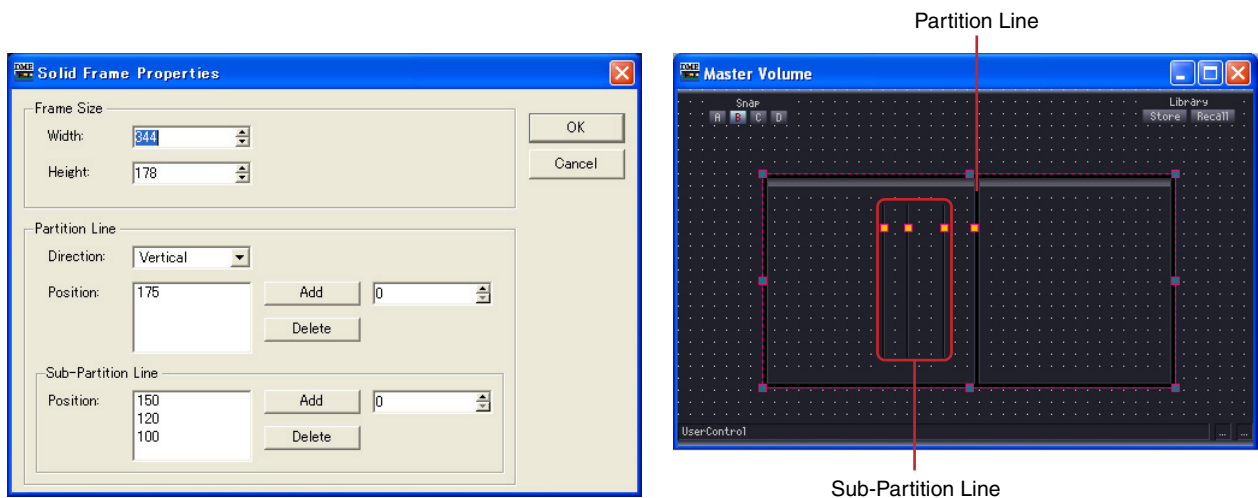 Partition Line
DME Solid Frame Properties
Frame Size
Width: 344
Height: 178
OK
Cancel
Partition Line
Direction: Vertical
Position: 175
Add 0
Delete
Sub-Partition Line
Position: 150
120
100
Add 0
Delete
DME Master Volume
Snap
A B C D
Library
Store Recall
UserControl
... ...
Sub-Partition Line